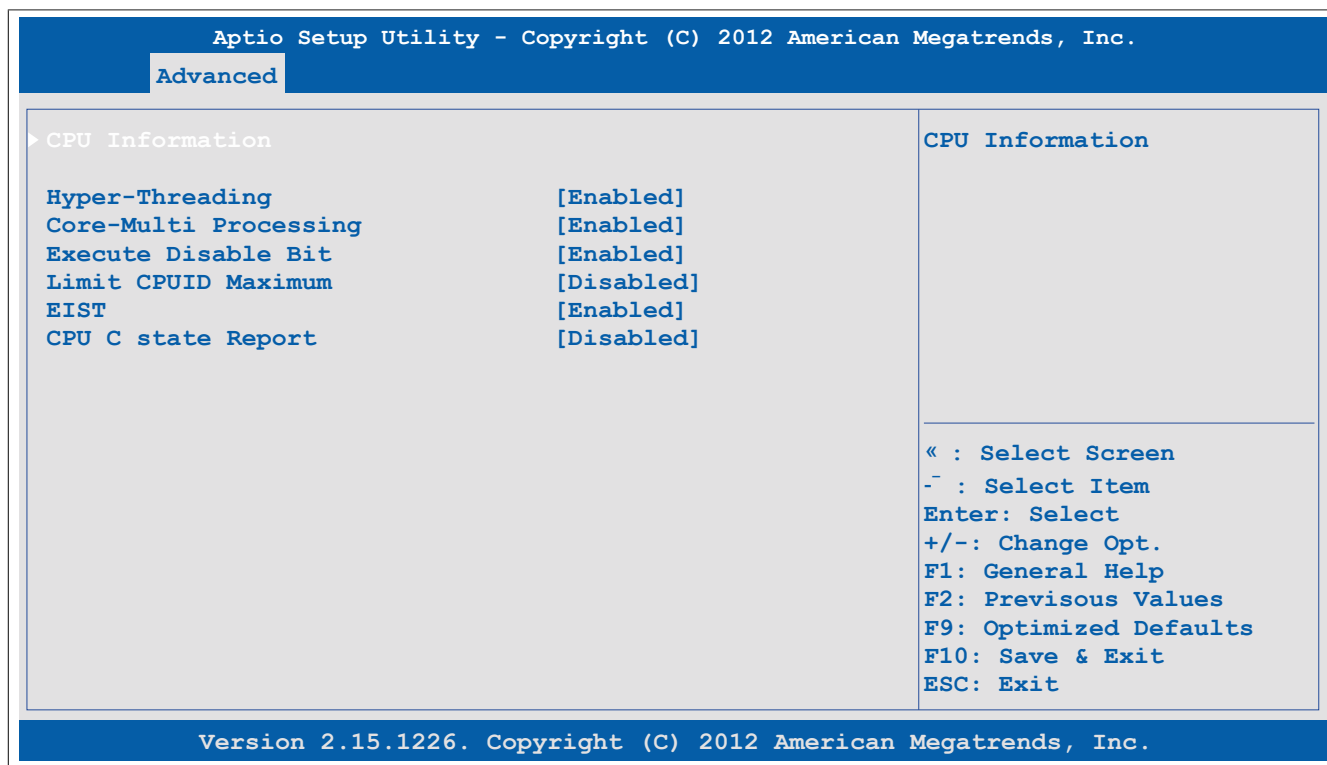 Aptio Setup Utility - Copyright (C) 2012 American Megatrends, Inc.
Advanced
CPU Information
Hyper-Threading [Enabled]
Core-Multi Processing [Enabled]
Execute Disable Bit [Enabled]
Limit CPUID Maximum [Disabled]
EIST [Enabled]
CPU C state Report [Disabled]
CPU Information
« : Select Screen
-¯ : Select Item
Enter: Select
+/-: Change Opt.
F1: General Help
F2: Previsous Values
F9: Optimized Defaults
F10: Save & Exit
ESC: Exit
Version 2.15.1226. Copyright (C) 2012 American Megatrends, Inc.